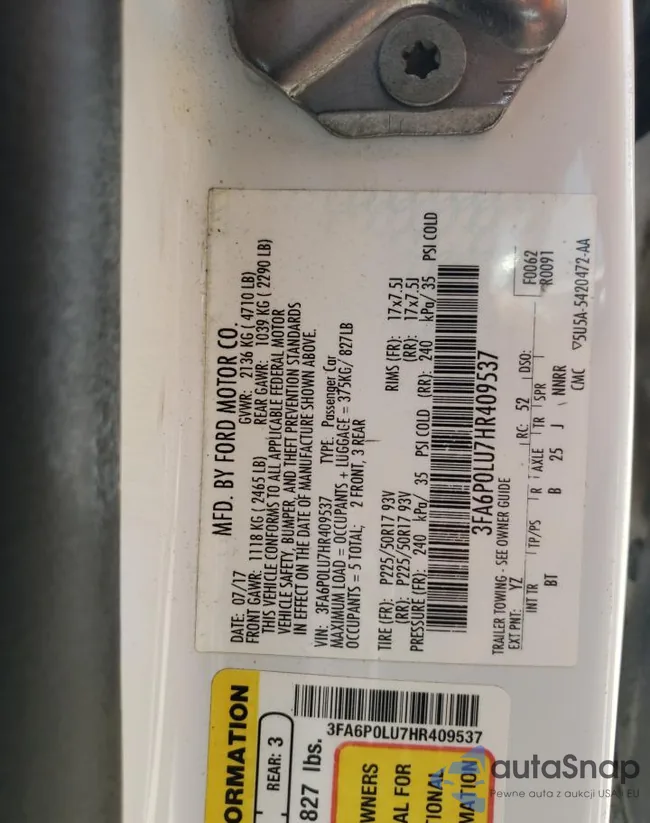 MFD. BY FORD MOTOR CO.
DATE: 07/17 GVWR: 2136 KG ( 4710 LB)
FRONT GAWR: 1118 KG ( 2465 LB) REAR GAWR: 1039 KG ( 2290 LB)
THIS VEHICLE CONFORMS TO ALL APPLICABLE FEDERAL MOTOR
VEHICLE SAFETY, BUMPER, AND THEFT PREVENTION STANDARDS
IN EFFECT ON THE DATE OF MANUFACTURE SHOWN ABOVE.
VIN: 3FA6P0LU7HR409537 TYPE: Passenger Car
MAXIMUM LOAD = OCCUPANTS + LUGGAGE = 375KG/ 827LB
OCCUPANTS = 5 TOTAL; 2 FRONT, 3 REAR
TIRE (FR): P225/50R17 93V RIMS (FR): 17x7.5J
(RR): P225/50R17 93V (RR): 17x7.5J
PRESSURE (FR): 240 kPa/ 35 PSI COLD (RR): 240 kPa/ 35 PSI COLD
3FA6P0LU7HR409537
TRAILER TOWING - SEE OWNER GUIDE F0062
EXT PNT: YZ RC: 52 DSO: R0091
INT TR TP/PS R AXLE TR SPR
BT B 25 J NNRR
CMC ▽5U5A-5420472-AA
ORMATION
REAR: 3
827 lbs.
3FA6P0LU7HR409537
WNERS
AL FOR
TIONAL
MATION
autaSnap
Pewne auta z aukcji USA i EU